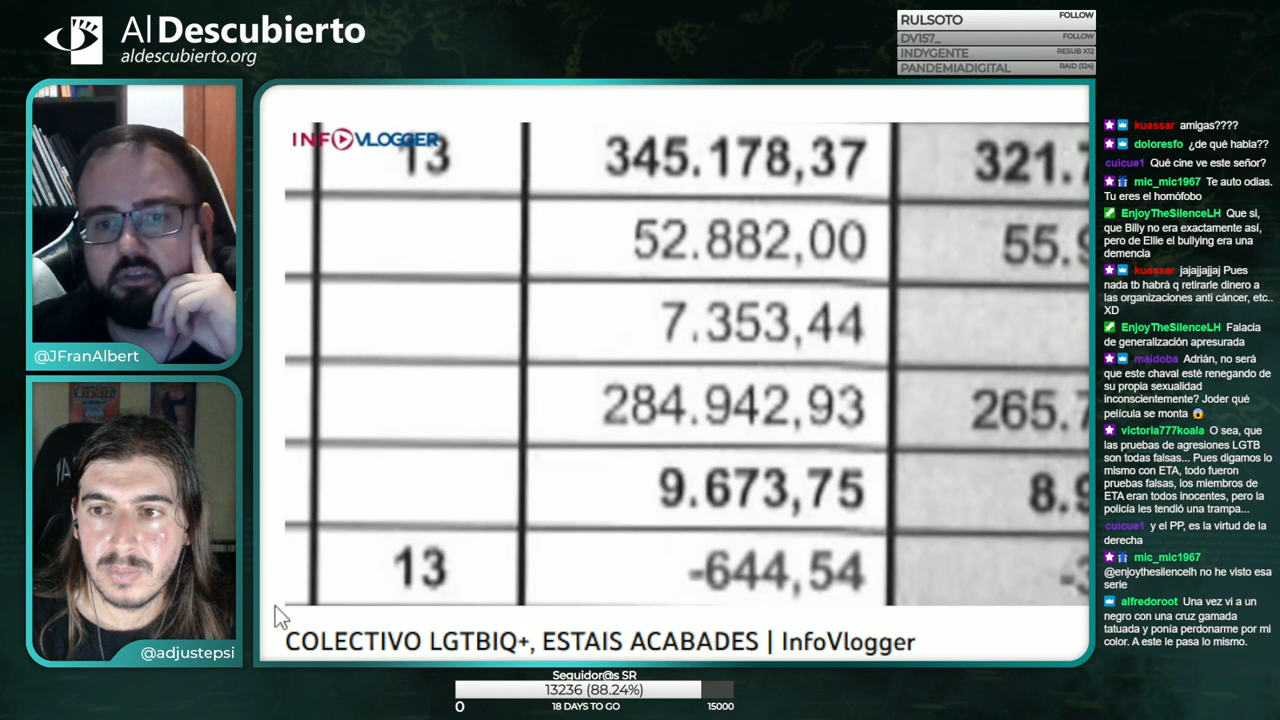 Al Descubierto
aldescubierto.org
RULSOTO FOLLOW
DV157_ FOLLOW
INDYGENTE RESUB X12
PANDEMIADIGITAL RAID (124)
@JFranAlbert
@adjustepsi
INFOVLOGGER
13 345.178,37 321.7
52.882,00 55.9
7.353,44
284.942,93 265.7
9.673,75 8.9
13 -644,54
COLECTIVO LGTBIQ+, ESTAIS ACABADES | InfoVlogger
Seguidor@s SR
13236 (88.24%)
0 18 DAYS TO GO 15000
kuassar amigas????
doloresfo ¿de qué habla??
cuicue1 Qué cine ve este señor?
mic_mic1967 Te auto odias.
Tu eres el homófobo
EnjoyTheSilenceLH Que si,
que Billy no era exactamente así,
pero de Ellie el bullying era una
demencia
kuassar jajajjajjaj Pues
nada tb habrá q retirarle dinero a
las organizaciones anti cáncer, etc..
XD
EnjoyTheSilenceLH Falacia
de generalización apresurada
maidoba Adrián, no será
que este chaval esté renegando de
su propia sexualidad
inconscientemente? Joder qué
película se monta
victoria777koala O sea, que
las pruebas de agresiones LGTB
son todas falsas... Pues digamos lo
mismo con ETA, todo fueron
pruebas falsas, los miembros de
ETA eran todos inocentes, pero la
policía les tendió una trampa...
cuicue1 y el PP, es la virtud de la
derecha
mic_mic1967
@enjoythesilencelh no he visto esa
serie
alfredoroot Una vez vi a un
negro con una cruz gamada
tatuada y ponía perdonarme por mi
color. A este le pasa lo mismo.